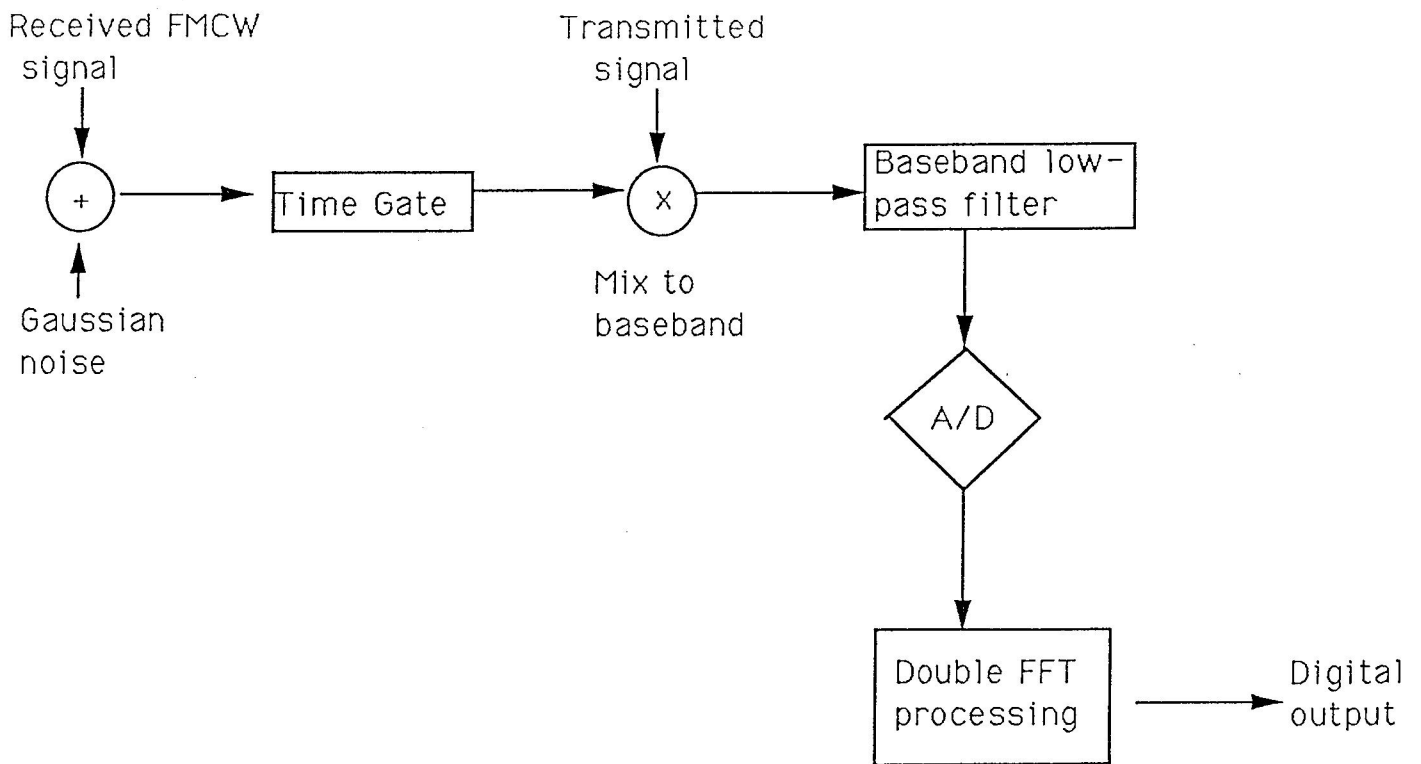 Received FMCW
signal
Transmitted
signal
+
Time Gate
X
Baseband low-
pass filter
Gaussian
noise
Mix to
baseband
A/D
Double FFT
processing
Digital
output